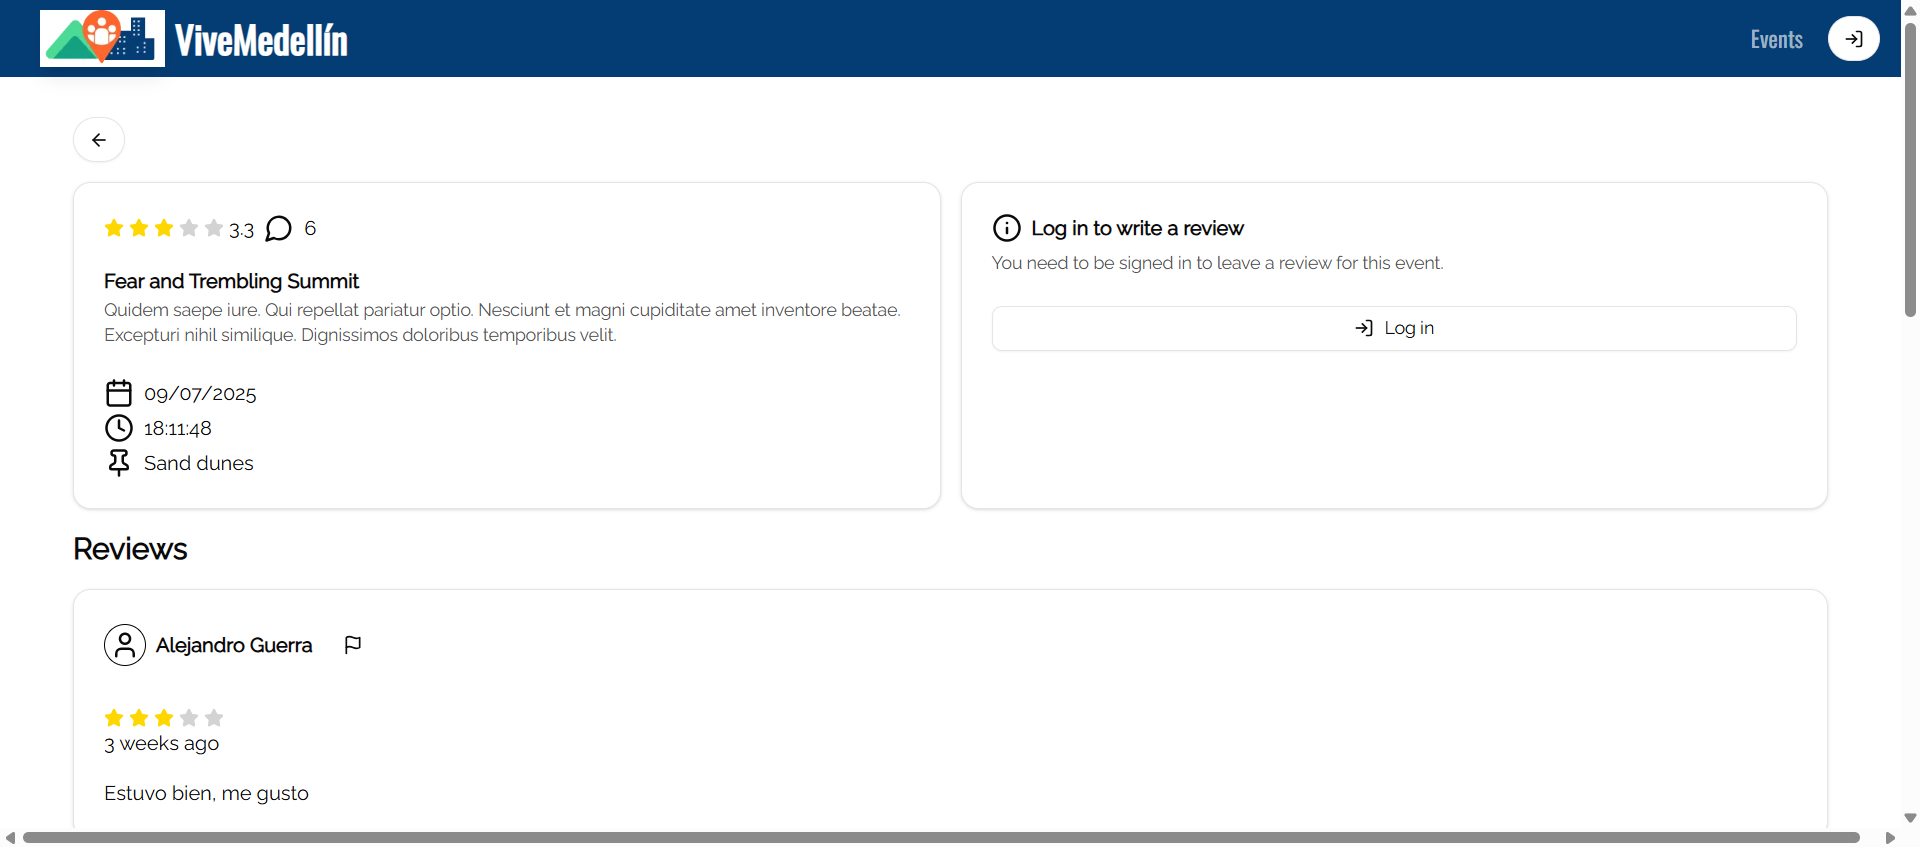 ViveMedellín
Events
3.3 6
Fear and Trembling Summit
Quidem saepe iure. Qui repellat pariatur optio. Nesciunt et magni cupiditate amet inventore beatae.
Excepturi nihil similique. Dignissimos doloribus temporibus velit.
09/07/2025
18:11:48
Sand dunes
Log in to write a review
You need to be signed in to leave a review for this event.
Log in
Reviews
Alejandro Guerra
3 weeks ago
Estuvo bien, me gusto